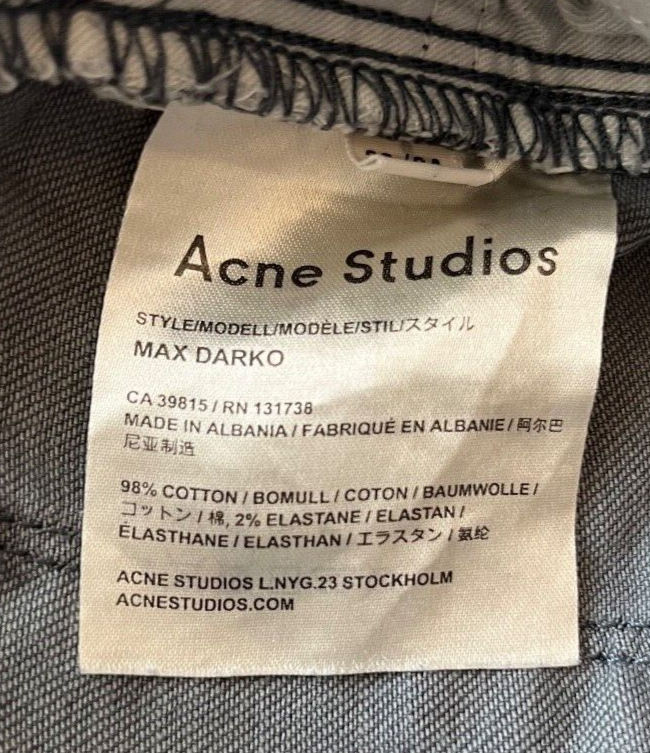 Acne Studios
STYLE/MODELL/MODÈLE/STIL/スタイル
MAX DARKO
CA 39815 / RN 131738
MADE IN ALBANIA / FABRIQUÉ EN ALBANIE / 阿尔巴
尼亚制造
98% COTTON / BOMULL / COTON / BAUMWOLLE /
コットン / 棉, 2% ELASTANE / ELASTAN /
ÉLASTHANE / ELASTHAN / エラスタン / 氨纶
ACNE STUDIOS L.NYG.23 STOCKHOLM
ACNESTUDIOS.COM